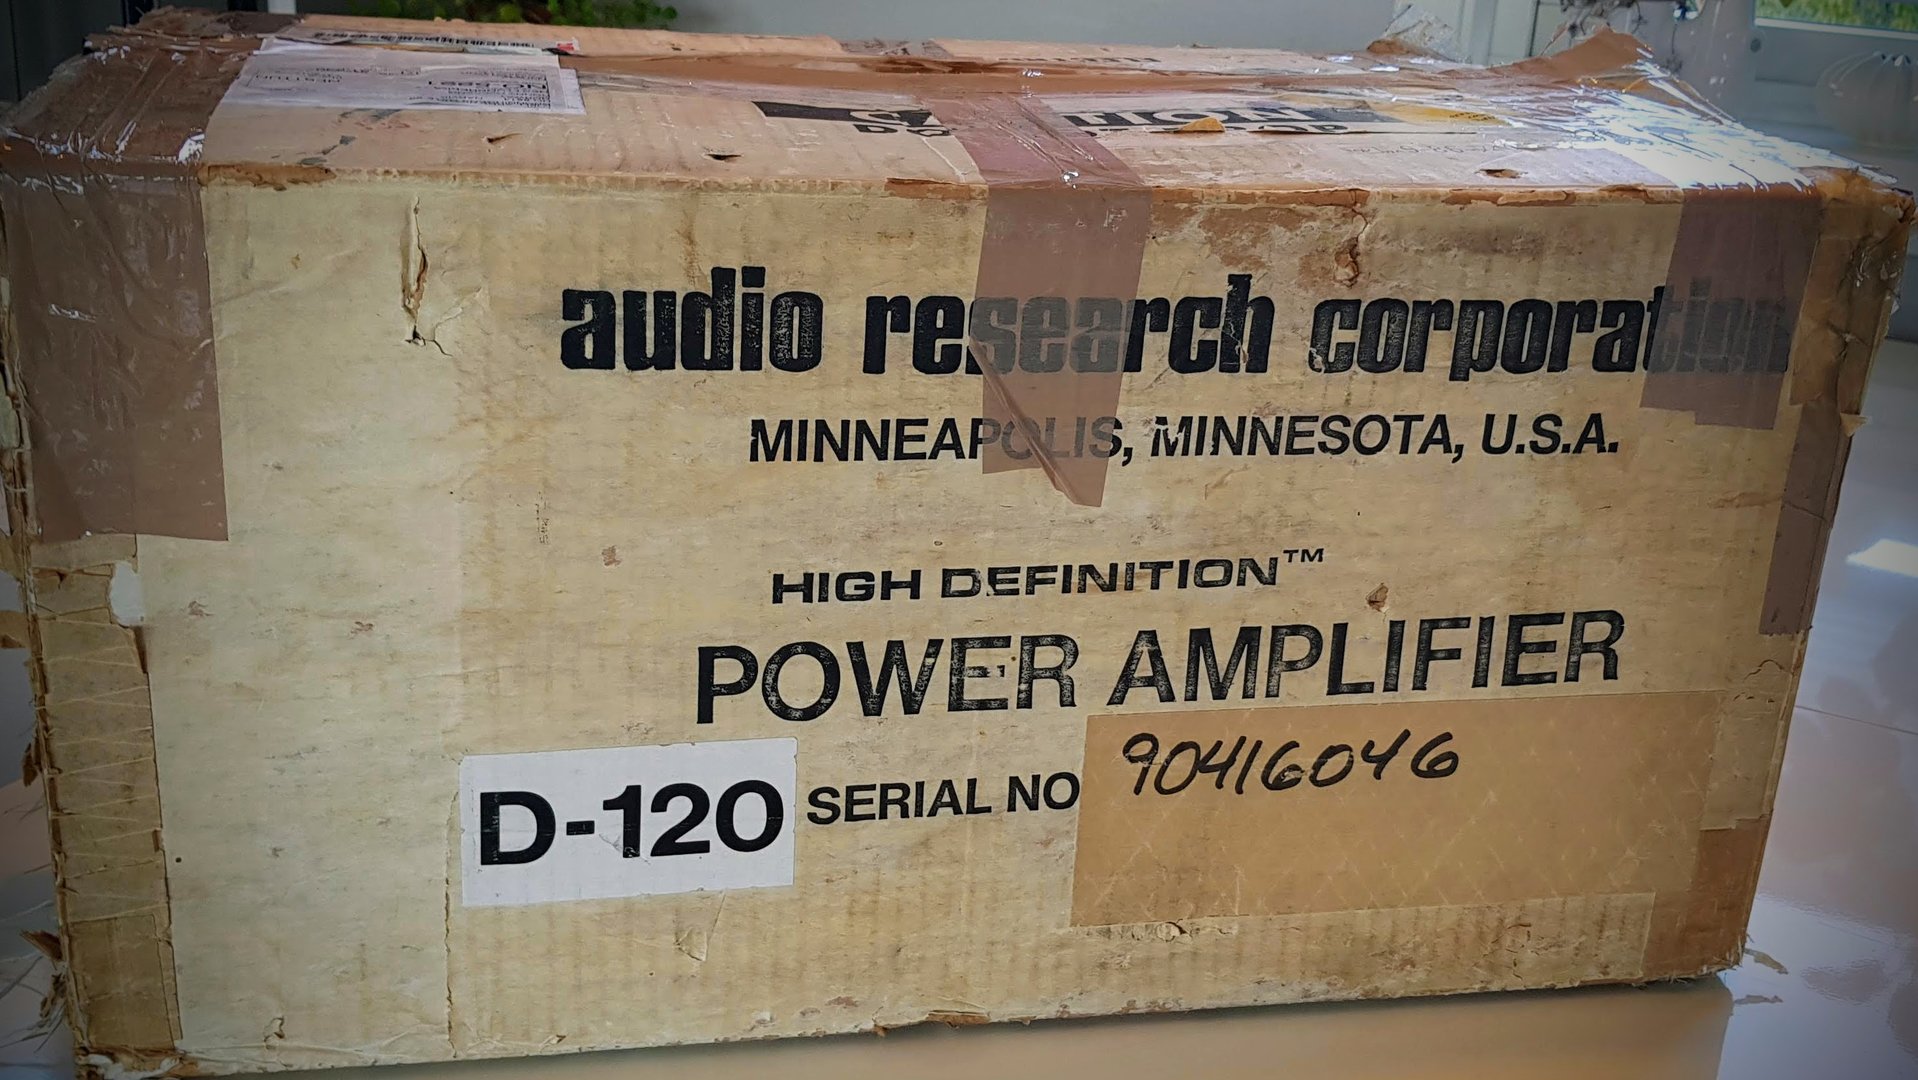 audio research corporation
MINNEAPOLIS, MINNESOTA, U.S.A.
HIGH DEFINITION™
POWER AMPLIFIER
D-120 SERIAL NO 90416046